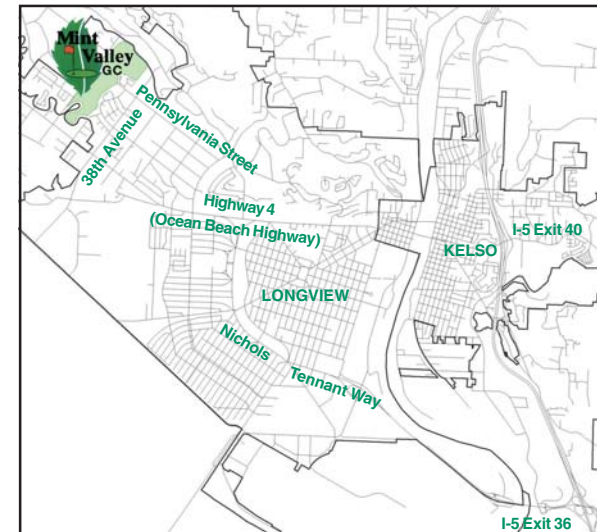 Mint
Valley
GC
Pennsylvania Street
38th Avenue
Highway 4
(Ocean Beach Highway)
I-5 Exit 40
KELSO
LONGVIEW
Nichols
Tennant Way
I-5 Exit 36